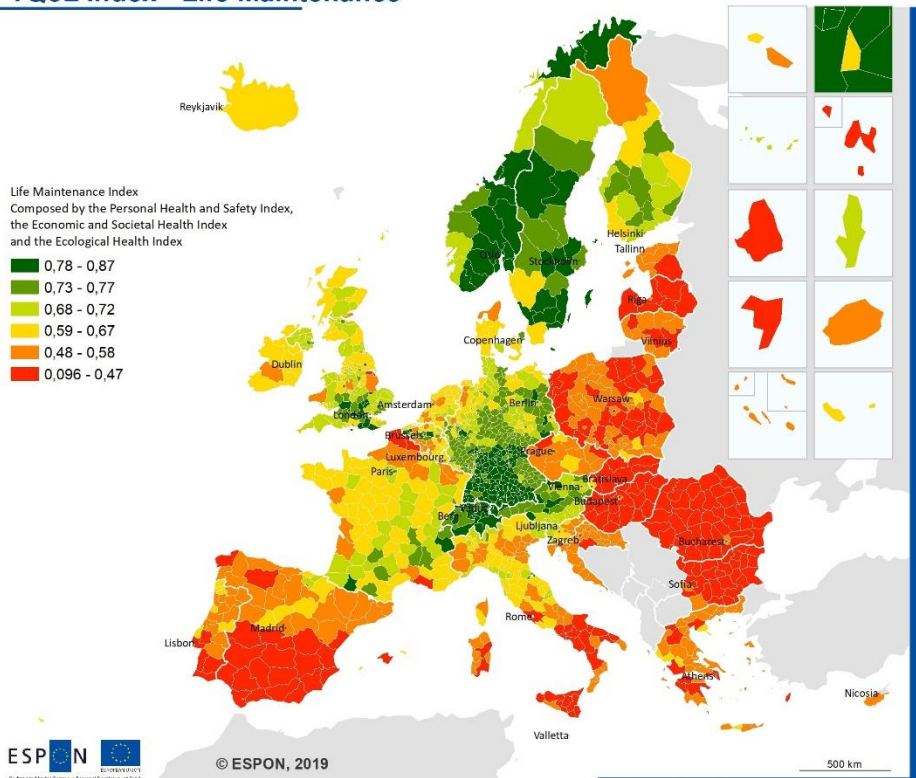 Life Maintenance
Reykjavik
Life Maintenance Index
Composed by the Personal Health and Safety Index,
the Economic and Societal Health Index
and the Ecological Health Index
0,78 - 0,87
0,73 - 0,77
0,68 - 0,72
0,59 - 0,67
0,48 - 0,58
0,096 - 0,47
Oslo
Stockholm
Helsinki
Tallinn
Riga
Vilnius
Copenhagen
Dublin
London
Amsterdam
Berlin
Warsaw
Brussels
Luxembourg
Prague
Paris
Vienna
Bratislava
Budapest
Bern
Vaduz
Ljubljana
Zagreb
Bucharest
Sofia
Rome
Madrid
Lisbon
Athens
Nicosia
Valletta
ESPON
EUROPEAN UNION
© ESPON, 2019
500 km